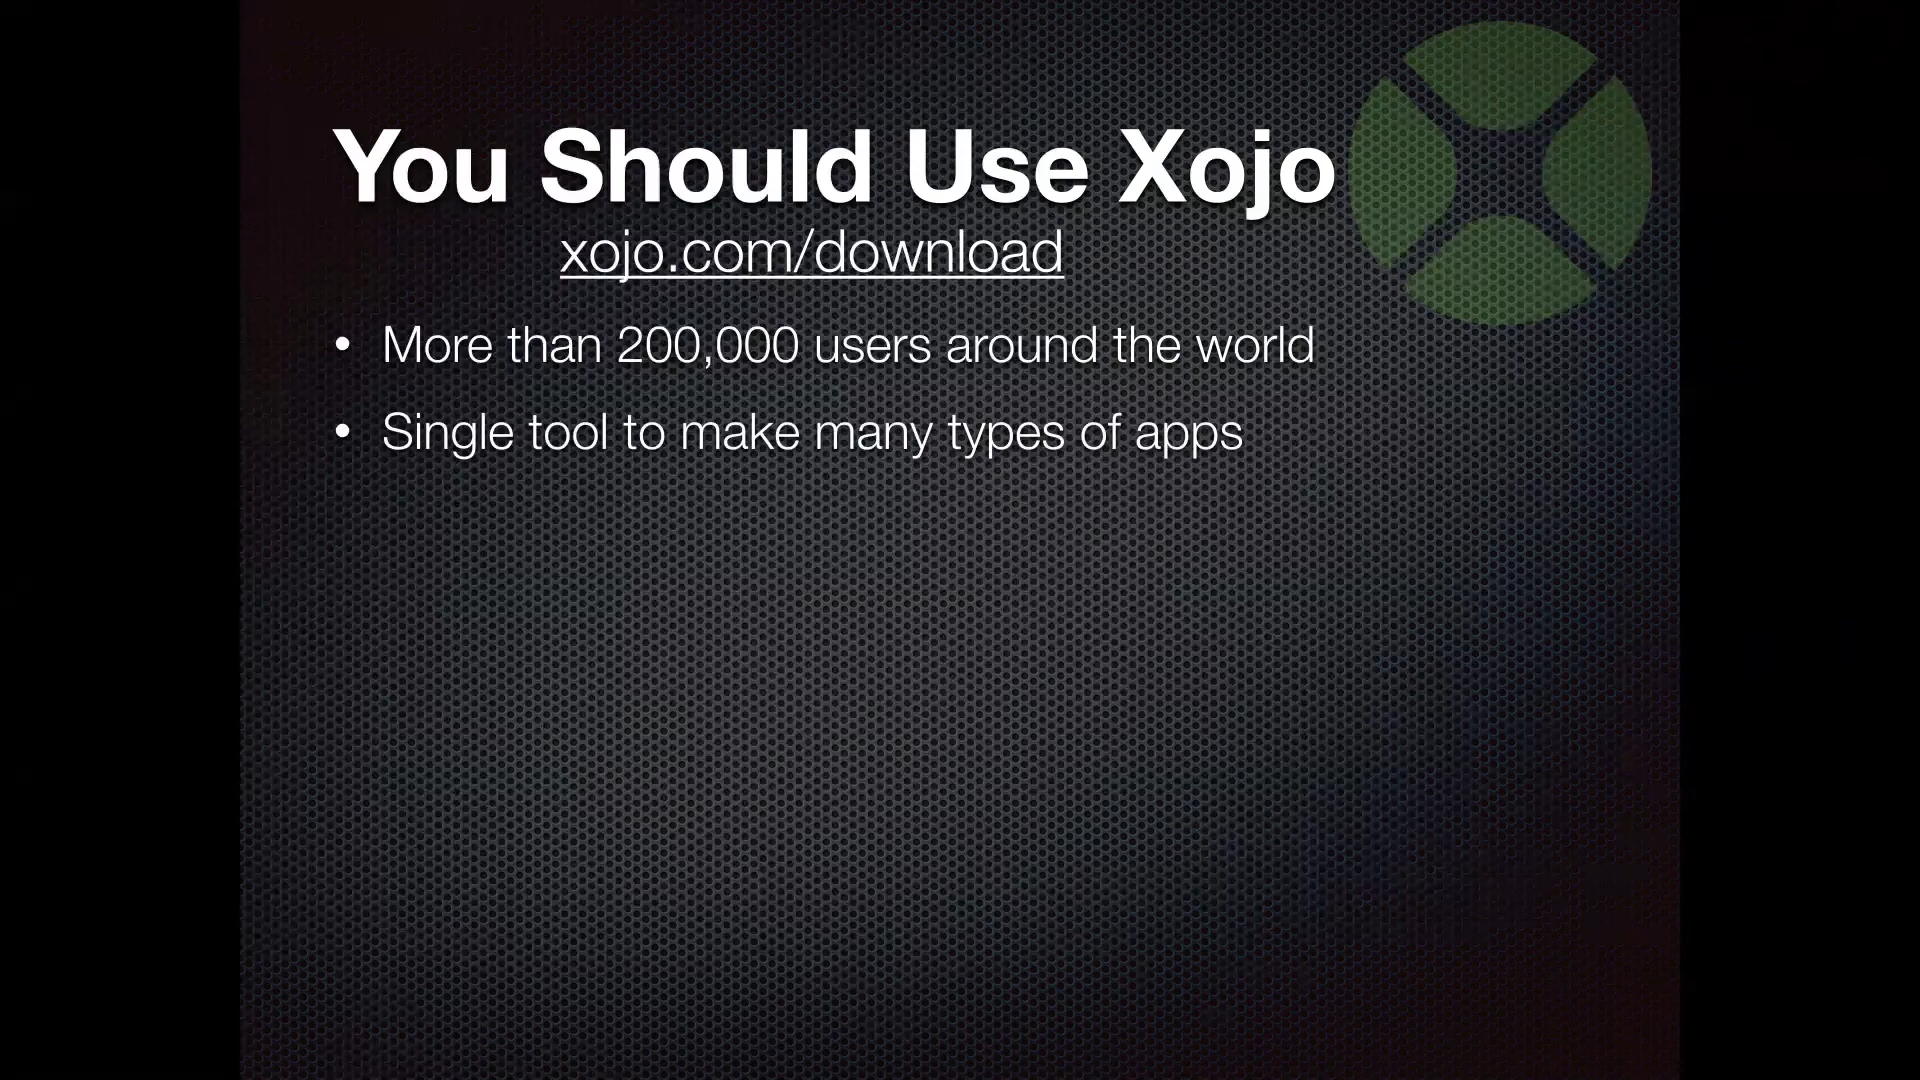 You Should Use Xojo
xojo.com/download
• More than 200,000 users around the world
• Single tool to make many types of apps